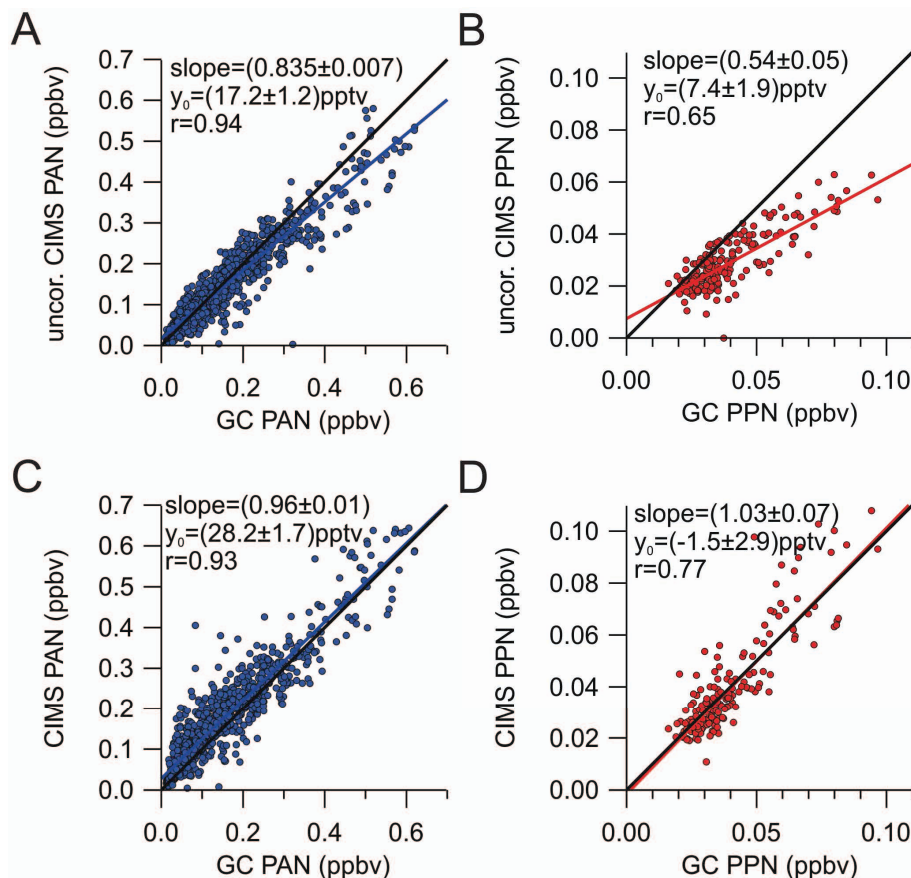 A
slope=(0.835±0.007)
y₀=(17.2±1.2)pptv
r=0.94
uncor. CIMS PAN (ppbv)
0.7
0.6
0.5
0.4
0.3
0.2
0.1
0.0
0.0 0.2 0.4 0.6
GC PAN (ppbv)
B
slope=(0.54±0.05)
y₀=(7.4±1.9)pptv
r=0.65
uncor. CIMS PPN (ppbv)
0.10
0.08
0.06
0.04
0.02
0.00
0.00 0.05 0.10
GC PPN (ppbv)
C
slope=(0.96±0.01)
y₀=(28.2±1.7)pptv
r=0.93
CIMS PAN (ppbv)
0.7
0.6
0.5
0.4
0.3
0.2
0.1
0.0
0.0 0.2 0.4 0.6
GC PAN (ppbv)
D
slope=(1.03±0.07)
y₀=(-1.5±2.9)pptv
r=0.77
CIMS PPN (ppbv)
0.10
0.08
0.06
0.04
0.02
0.00
0.00 0.05 0.10
GC PPN (ppbv)